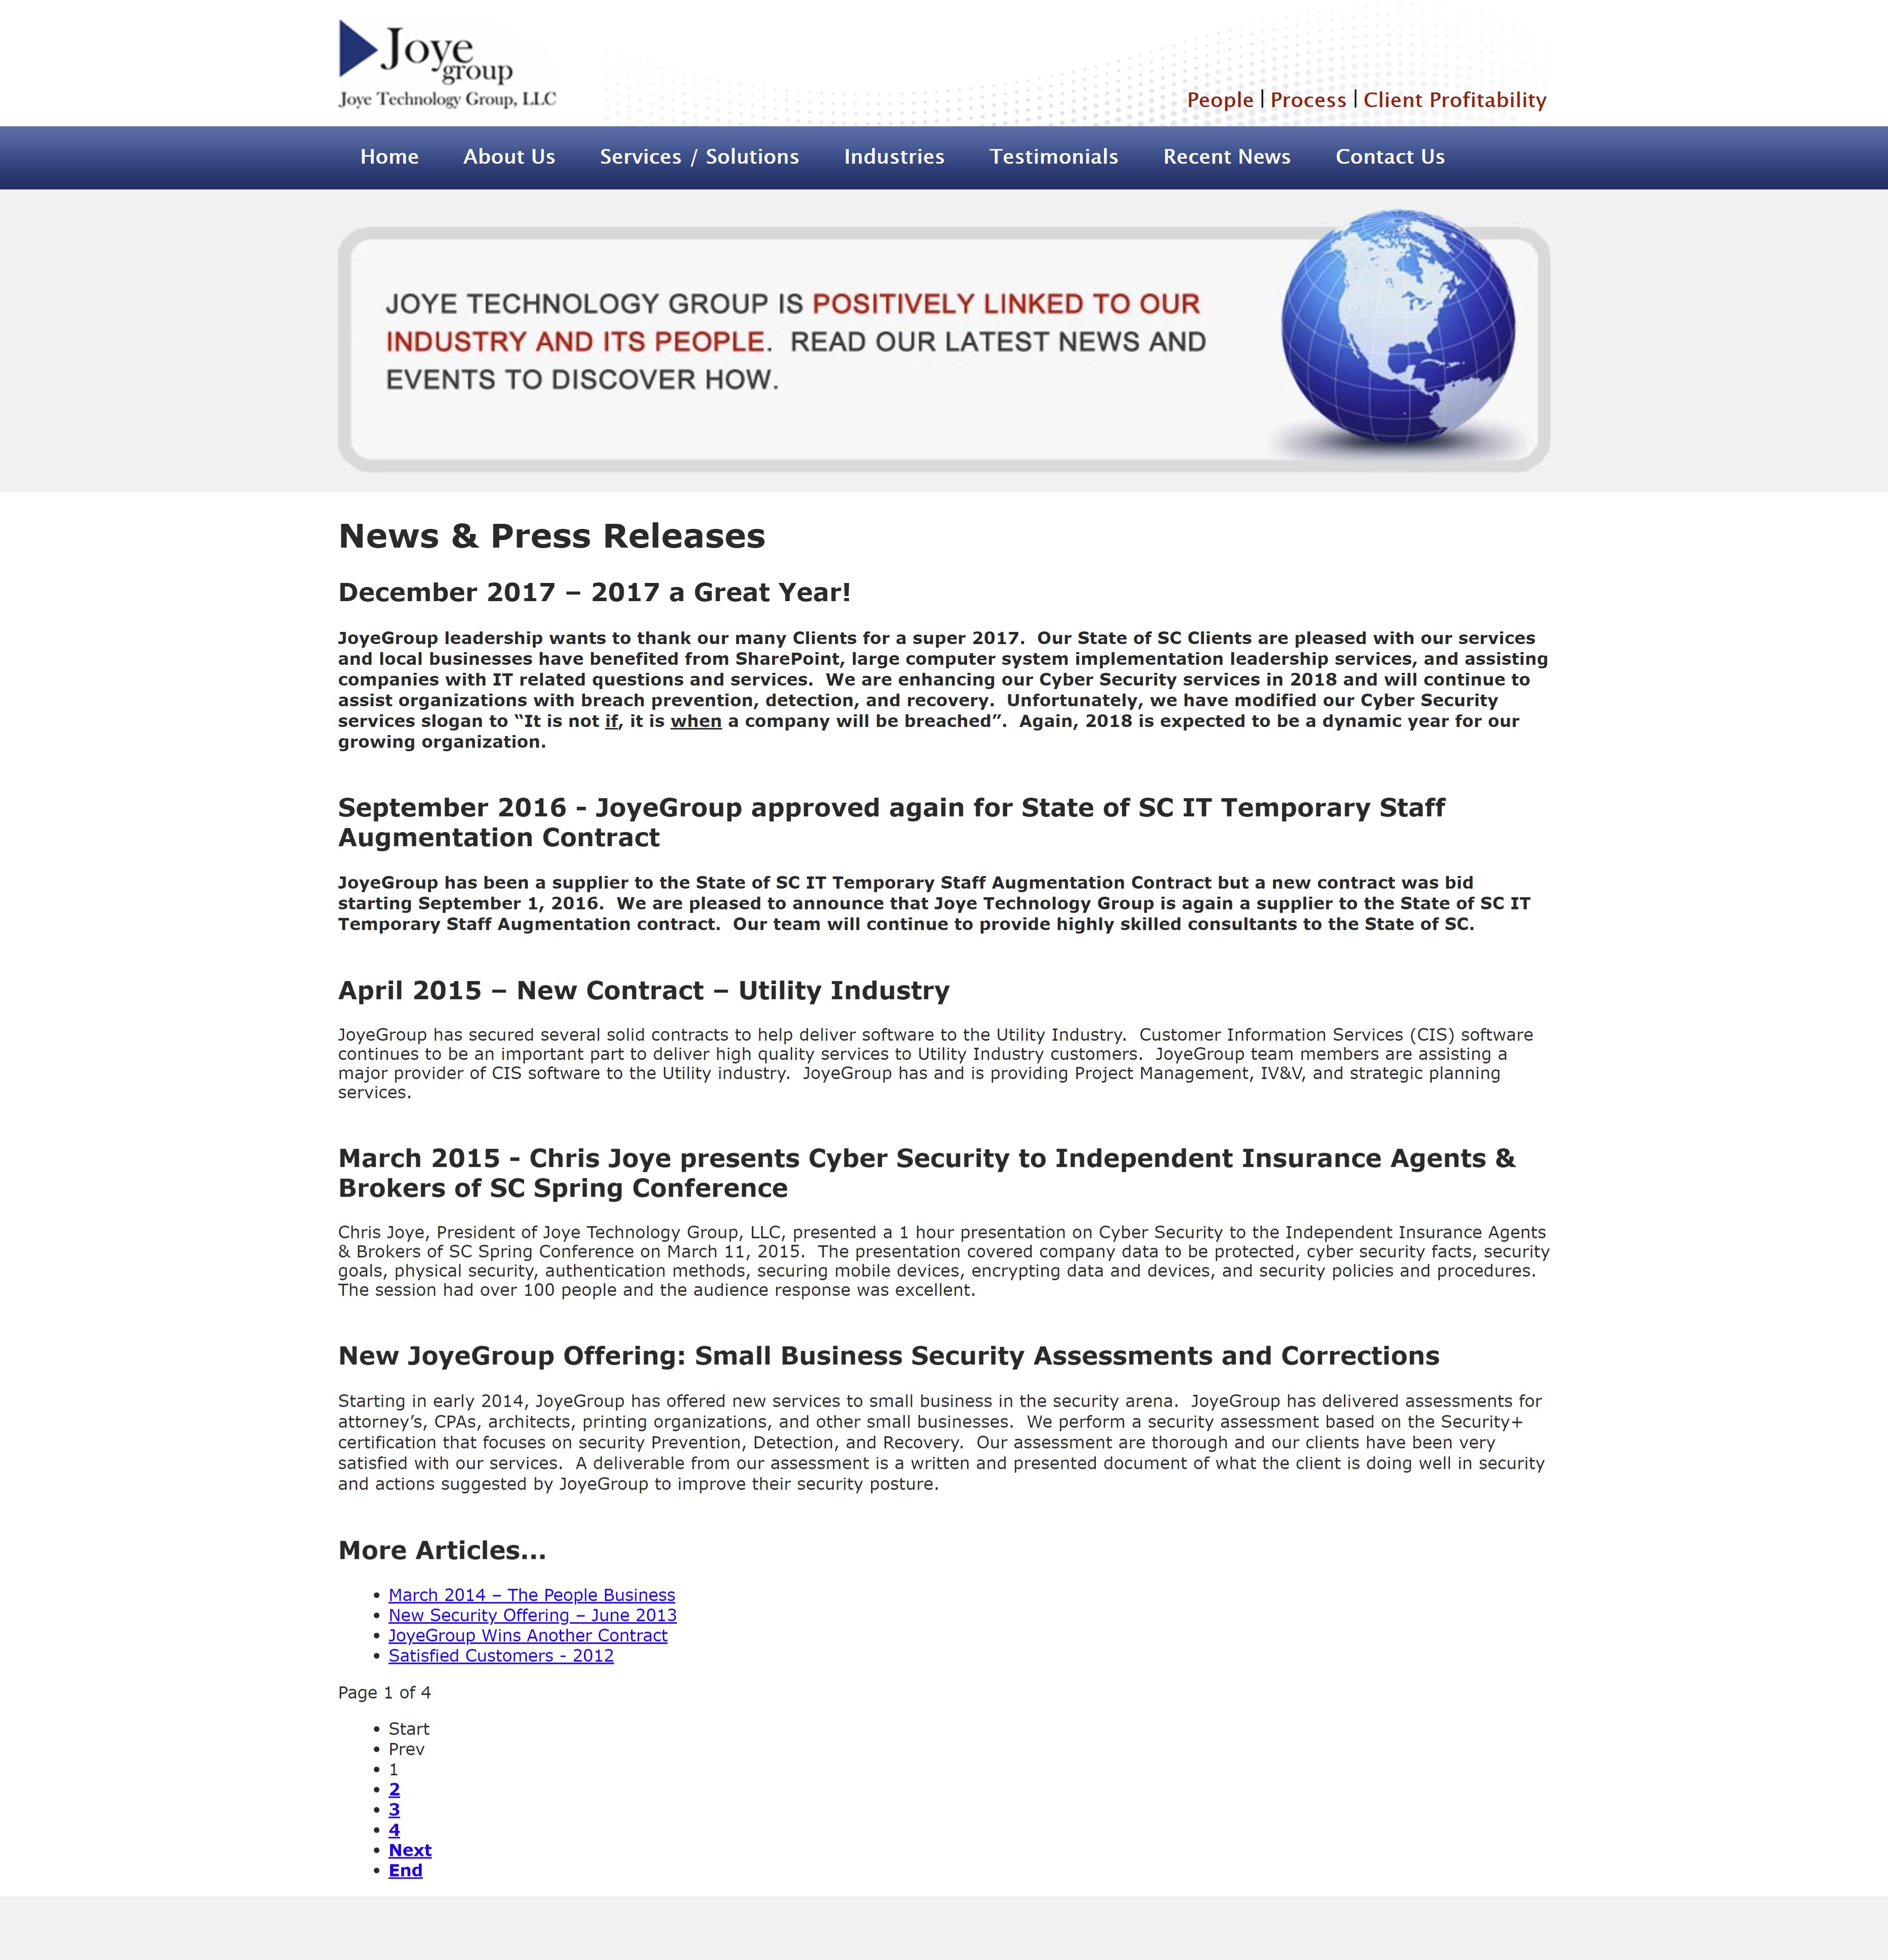 Joye
group
Joye Technology Group, LLC
People | Process | Client Profitability
Home About Us Services / Solutions Industries Testimonials Recent News Contact Us
JOYE TECHNOLOGY GROUP IS POSITIVELY LINKED TO OUR
INDUSTRY AND ITS PEOPLE. READ OUR LATEST NEWS AND
EVENTS TO DISCOVER HOW.
News & Press Releases
December 2017 – 2017 a Great Year!
JoyeGroup leadership wants to thank our many Clients for a super 2017. Our State of SC Clients are pleased with our services
and local businesses have benefited from SharePoint, large computer system implementation leadership services, and assisting
companies with IT related questions and services. We are enhancing our Cyber Security services in 2018 and will continue to
assist organizations with breach prevention, detection, and recovery. Unfortunately, we have modified our Cyber Security
services slogan to “It is not if, it is when a company will be breached”. Again, 2018 is expected to be a dynamic year for our
growing organization.
September 2016 - JoyeGroup approved again for State of SC IT Temporary Staff
Augmentation Contract
JoyeGroup has been a supplier to the State of SC IT Temporary Staff Augmentation Contract but a new contract was bid
starting September 1, 2016. We are pleased to announce that Joye Technology Group is again a supplier to the State of SC IT
Temporary Staff Augmentation contract. Our team will continue to provide highly skilled consultants to the State of SC.
April 2015 – New Contract – Utility Industry
JoyeGroup has secured several solid contracts to help deliver software to the Utility Industry. Customer Information Services (CIS) software
continues to be an important part to deliver high quality services to Utility Industry customers. JoyeGroup team members are assisting a
major provider of CIS software to the Utility industry. JoyeGroup has and is providing Project Management, IV&V, and strategic planning
services.
March 2015 - Chris Joye presents Cyber Security to Independent Insurance Agents &
Brokers of SC Spring Conference
Chris Joye, President of Joye Technology Group, LLC, presented a 1 hour presentation on Cyber Security to the Independent Insurance Agents
& Brokers of SC Spring Conference on March 11, 2015. The presentation covered company data to be protected, cyber security facts, security
goals, physical security, authentication methods, securing mobile devices, encrypting data and devices, and security policies and procedures.
The session had over 100 people and the audience response was excellent.
New JoyeGroup Offering: Small Business Security Assessments and Corrections
Starting in early 2014, JoyeGroup has offered new services to small business in the security arena. JoyeGroup has delivered assessments for
attorney’s, CPAs, architects, printing organizations, and other small businesses. We perform a security assessment based on the Security+
certification that focuses on security Prevention, Detection, and Recovery. Our assessment are thorough and our clients have been very
satisfied with our services. A deliverable from our assessment is a written and presented document of what the client is doing well in security
and actions suggested by JoyeGroup to improve their security posture.
More Articles...
• March 2014 – The People Business
• New Security Offering – June 2013
• JoyeGroup Wins Another Contract
• Satisfied Customers - 2012
Page 1 of 4
• Start
• Prev
• 1
• 2
• 3
• 4
• Next
• End